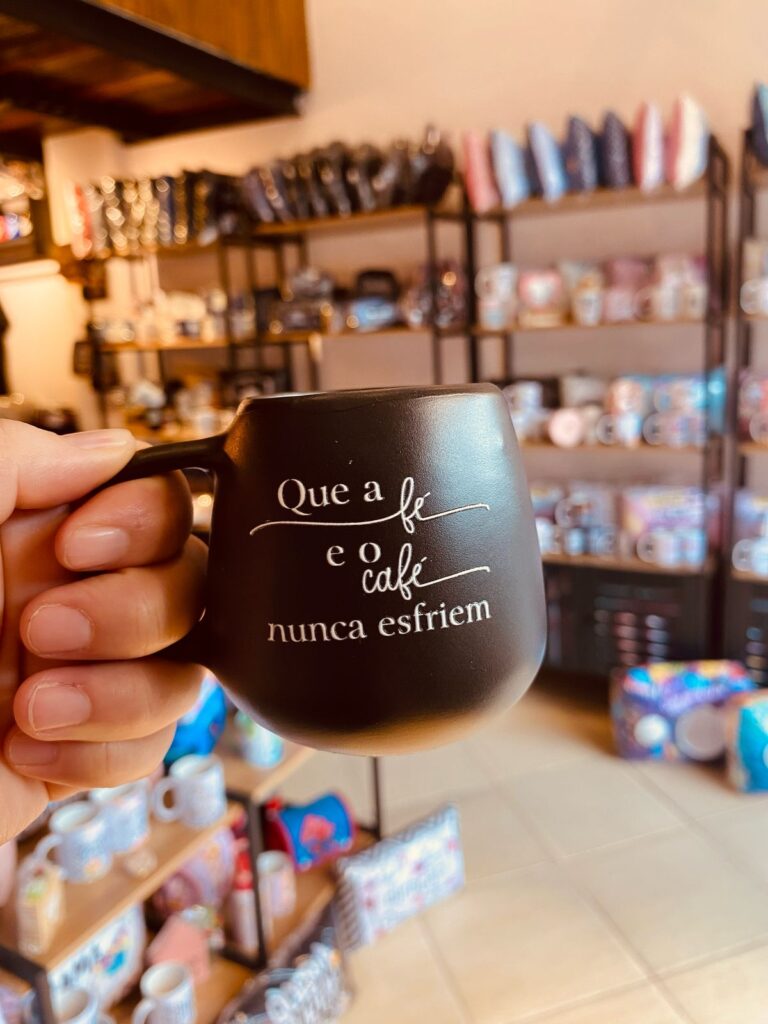 Que a fé
e o café
nunca esfriem